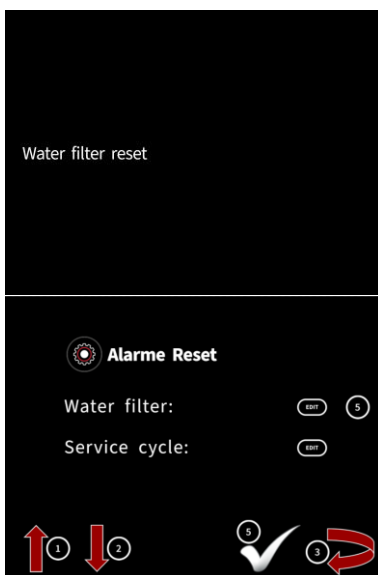 Water filter reset
Alarme Reset
Water filter: EDIT 5
Service cycle: EDIT
1 2 5 3